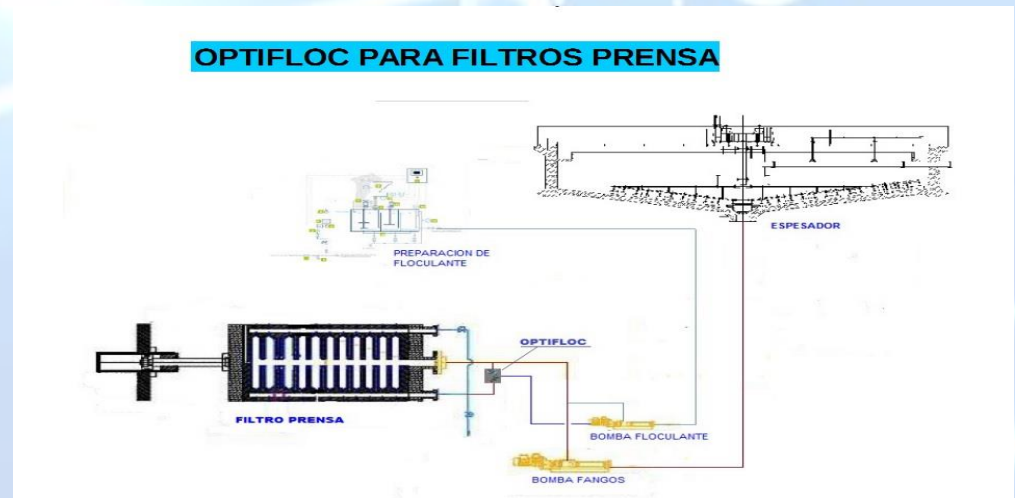 OPTIFLOC PARA FILTROS PRENSA
ESPESADOR
PREPARACION DE
FLOCULANTE
OPTIFLOC
FILTRO PRENSA
BOMBA FLOCULANTE
BOMBA FANGOS